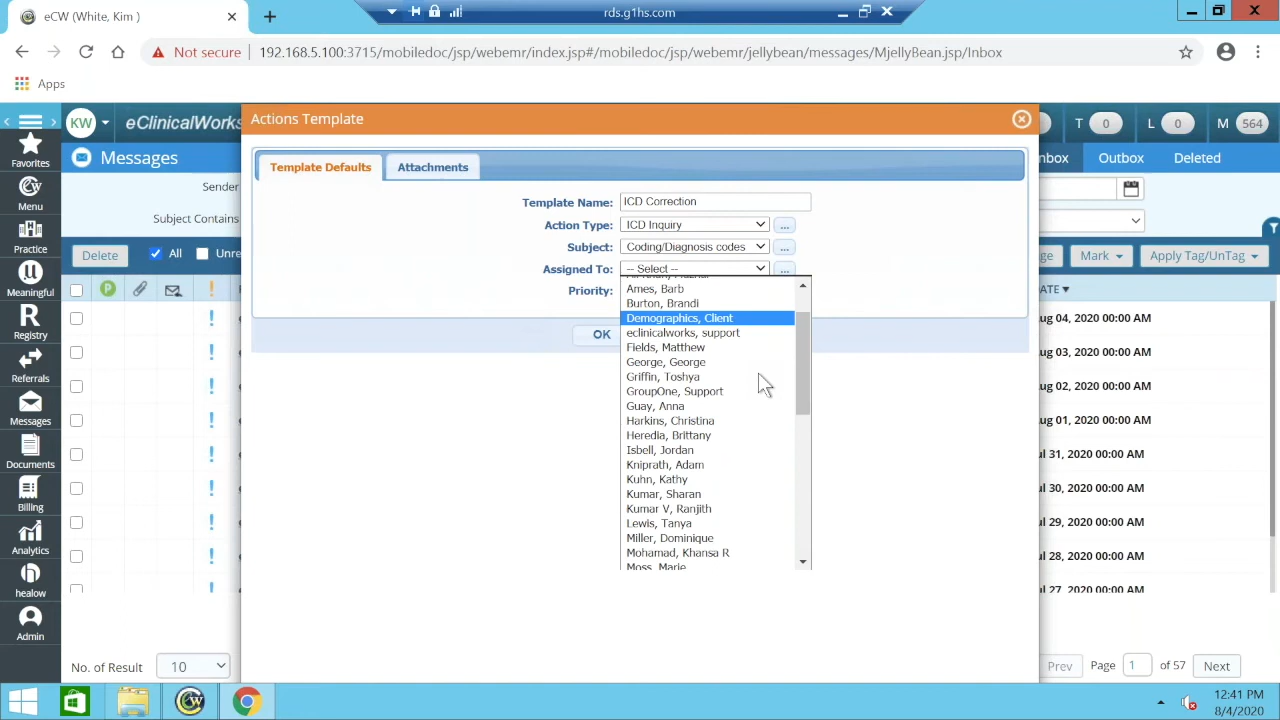 eCW (White, Kim )
rds.g1hs.com
Not secure
192.168.5.100:3715/mobiledoc/jsp/webemr/index.jsp#/mobiledoc/jsp/webemr/jellybean/messages/MjellyBean.jsp/Inbox
Apps
KW
eClinicalWorks
Actions Template
T 0
L 0
M 564
Favorites
Menu
Practice
Meaningful
Registry
Referrals
Messages
Documents
Billing
Analytics
healow
Admin
Messages
Outbox
Deleted
Sender
Subject Contains
Delete
All
Mark
Apply Tag/UnTag
Template Defaults
Attachments
Template Name:
ICD Correction
Action Type:
ICD Inquiry
...
Subject:
Coding/Diagnosis codes
...
Assigned To:
-- Select --
...
Priority:
OK
Ames, Barb
Burton, Brandi
Demographics, Client
eclinicalworks, support
Fields, Matthew
George, George
Griffin, Toshya
GroupOne, Support
Guay, Anna
Harkins, Christina
Heredia, Brittany
Isbell, Jordan
Kniprath, Adam
Kuhn, Kathy
Kumar, Sharan
Kumar V, Ranjith
Lewis, Tanya
Miller, Dominique
Mohamad, Khansa R
Moss, Marie
P
DATE
ug 04, 2020 00:00 AM
ug 03, 2020 00:00 AM
ug 02, 2020 00:00 AM
ug 01, 2020 00:00 AM
ul 31, 2020 00:00 AM
ul 30, 2020 00:00 AM
ul 29, 2020 00:00 AM
ul 28, 2020 00:00 AM
ul 27, 2020 00:00 AM
No. of Result
10
Prev
Page
1
of 57
Next
12:41 PM
8/4/2020